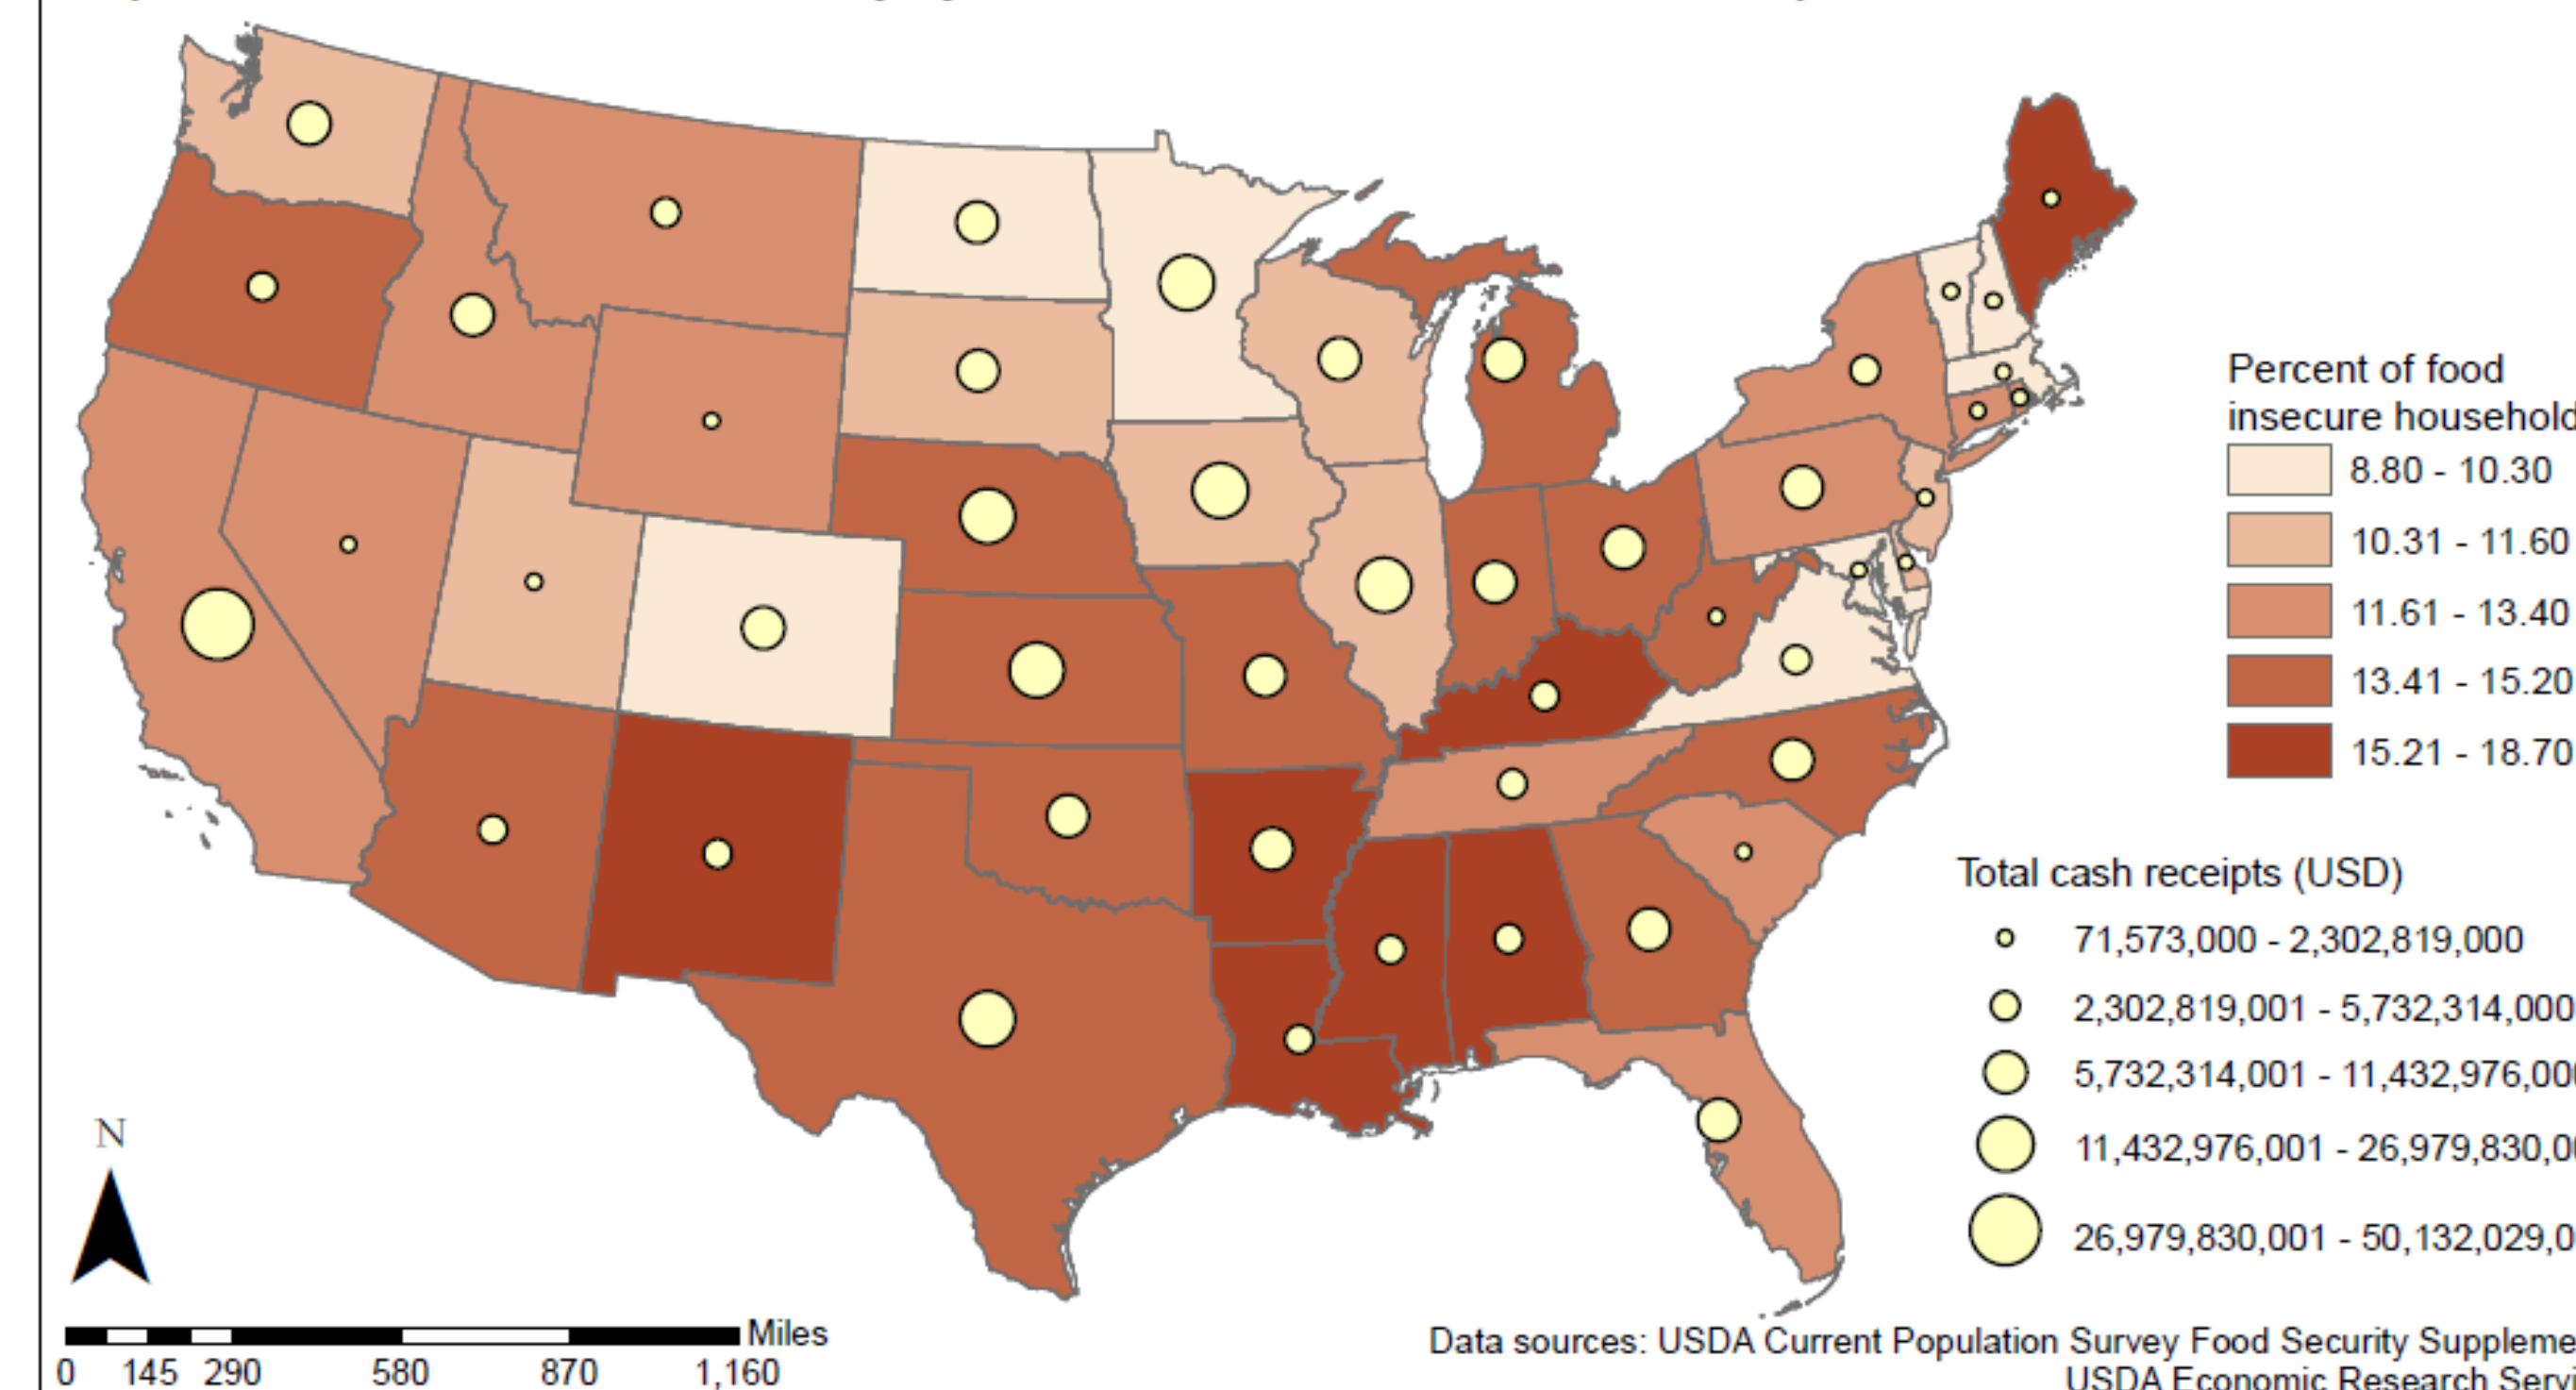 Percent of food
insecure household
8.80 - 10.30
10.31 - 11.60
11.61 - 13.40
13.41 - 15.20
15.21 - 18.70
Total cash receipts (USD)
71,573,000 - 2,302,819,000
2,302,819,001 - 5,732,314,000
5,732,314,001 - 11,432,976,00
11,432,976,001 - 26,979,830,0
26,979,830,001 - 50,132,029,0
N
Miles
0 145 290 580 870 1,160
Data sources: USDA Current Population Survey Food Security Suppleme
USDA Economic Research Servi